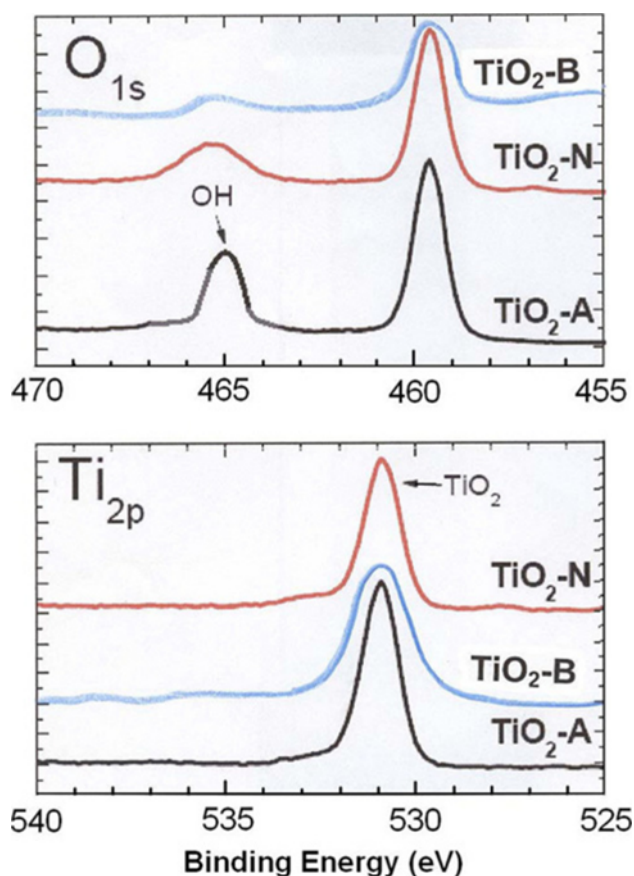 O1s
TiO2-B
TiO2-N
OH
TiO2-A
470 465 460 455
Ti2p
TiO2
TiO2-N
TiO2-B
TiO2-A
540 535 530 525
Binding Energy (eV)